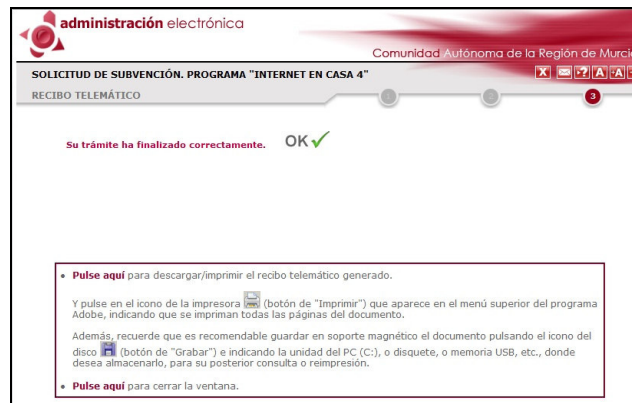 administración electrónica
Comunidad Autónoma de la Región de Murcia
SOLICITUD DE SUBVENCIÓN. PROGRAMA "INTERNET EN CASA 4"
X ? A A
RECIBO TELEMÁTICO
3
Su trámite ha finalizado correctamente. OK
Pulse aquí para descargar/imprimir el recibo telemático generado.
Y pulse en el icono de la impresora (botón de "Imprimir") que aparece en el menú superior del programa
Adobe, indicando que se impriman todas las páginas del documento.
Además, recuerde que es recomendable guardar en soporte magnético el documento pulsando el icono del
disco (botón de "Grabar") e indicando la unidad del PC (C:), o disquete, o memoria USB, etc., donde
desea almacenarlo, para su posterior consulta o reimpresión.
Pulse aquí para cerrar la ventana.